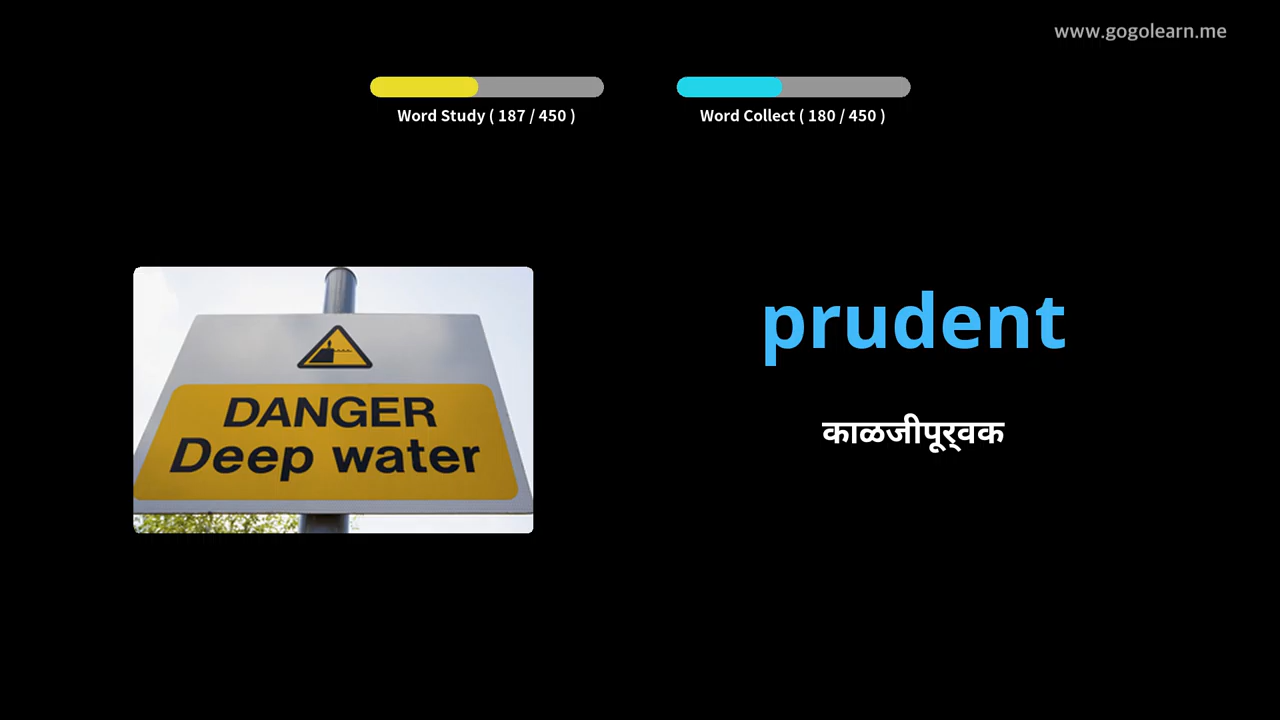 www.gogolearn.me
Word Study ( 187 / 450 )
Word Collect ( 180 / 450 )
DANGER
Deep water
prudent
काळजीपूर्वक